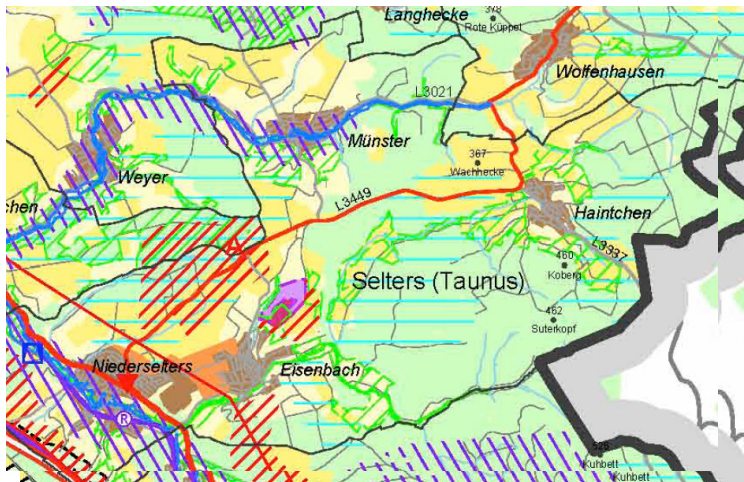 Langhecke
378
Rote Küppel
Wolfenhausen
L3021
Münster
367
Wachhecke
Weyer
chen
L3449
Haintchen
L3337
460
Koberg
Selters (Taunus)
462
Suterkopf
Niederselters
Eisenbach
R
526
Kuhbett
Kuhbett